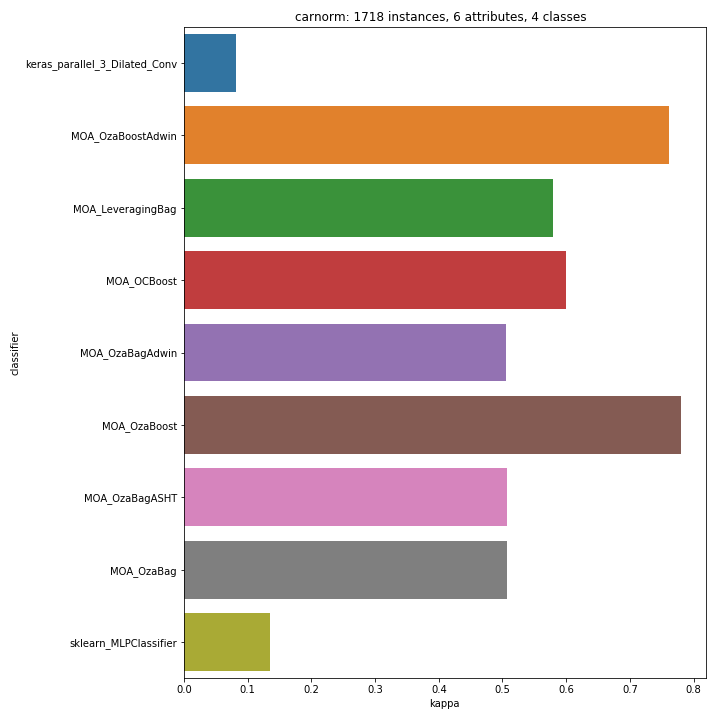 carnorm: 1718 instances, 6 attributes, 4 classes
keras_parallel_3_Dilated_Conv
MOA_OzaBoostAdwin
MOA_LeveragingBag
MOA_OCBoost
MOA_OzaBagAdwin
MOA_OzaBoost
MOA_OzaBagASHT
MOA_OzaBag
sklearn_MLPClassifier
classifier
0.0 0.1 0.2 0.3 0.4 0.5 0.6 0.7 0.8
kappa